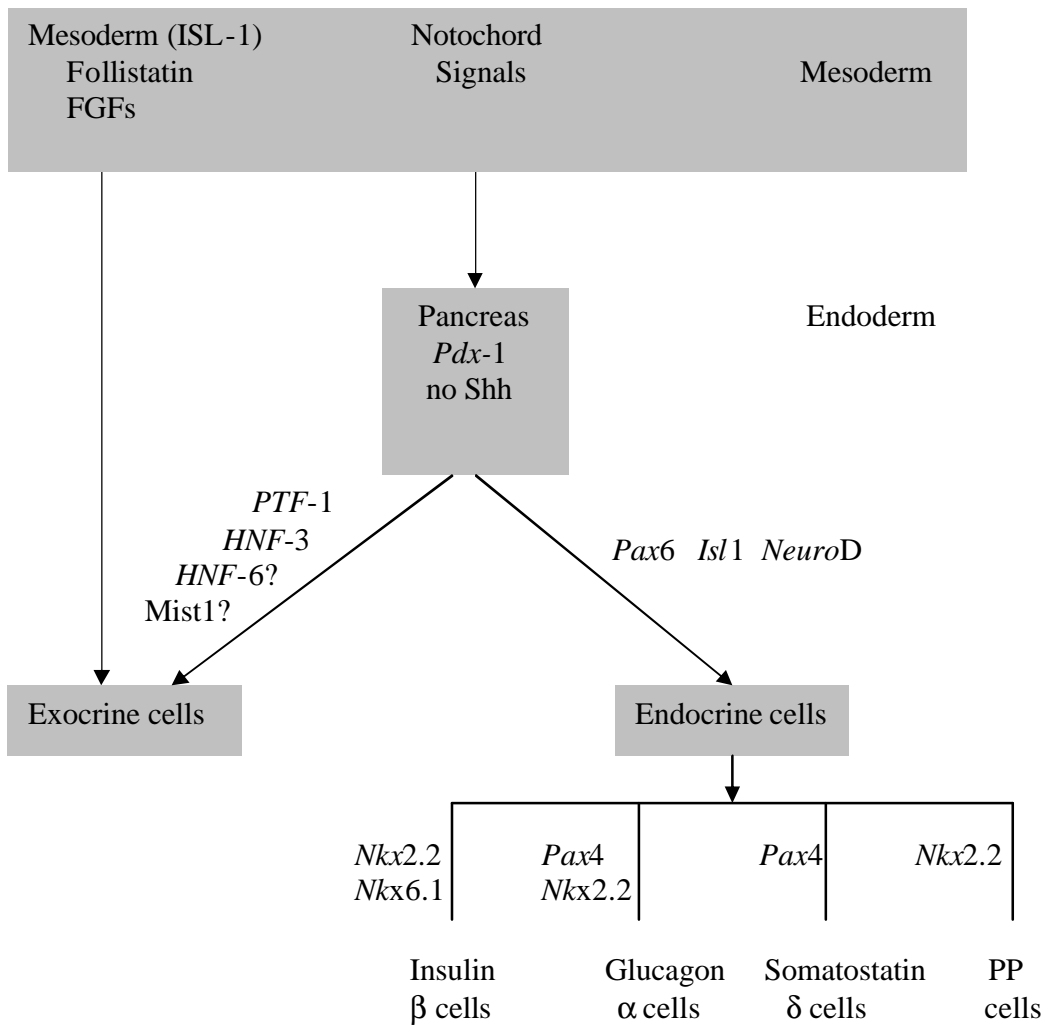 Mesoderm (ISL-1) Notochord
Follistatin Signals Mesoderm
FGFs
Pancreas Endoderm
Pdx-1
no Shh
PTF-1
HNF-3
Pax6 Isl1 NeuroD
HNF-6?
Mist1?
Exocrine cells Endocrine cells
Nkx2.2 Pax4 Pax4 Nkx2.2
Nkx6.1 Nkx2.2
Insulin Glucagon Somatostatin PP
β cells α cells δ cells cells